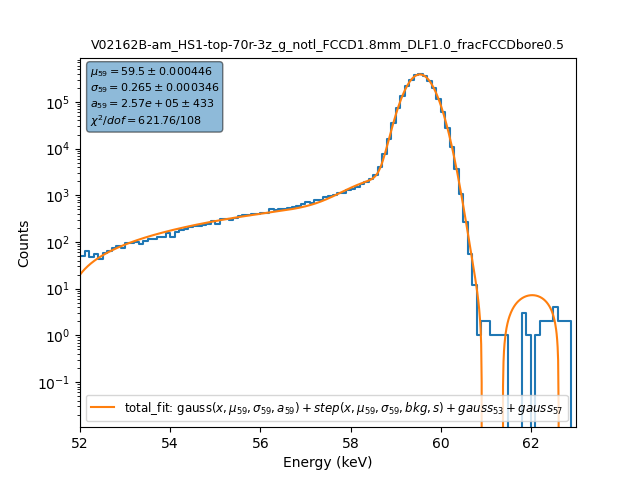 V02162B-am_HS1-top-70r-3z_g_notl_FCCD1.8mm_DLF1.0_fracFCCDbore0.5
μ₅₉ = 59.5 ± 0.000446
σ₅₉ = 0.265 ± 0.000346
a₅₉ = 2.57e + 05 ± 433
χ²/dof = 621.76/108
Counts
10⁵
10⁴
10³
10²
10¹
10⁰
10⁻¹
total_fit: gauss(x, μ₅₉, σ₅₉, a₅₉) + step(x, μ₅₉, σ₅₉, bkg, s) + gauss₅₃ + gauss₅₇
52 54 56 58 60 62
Energy (keV)